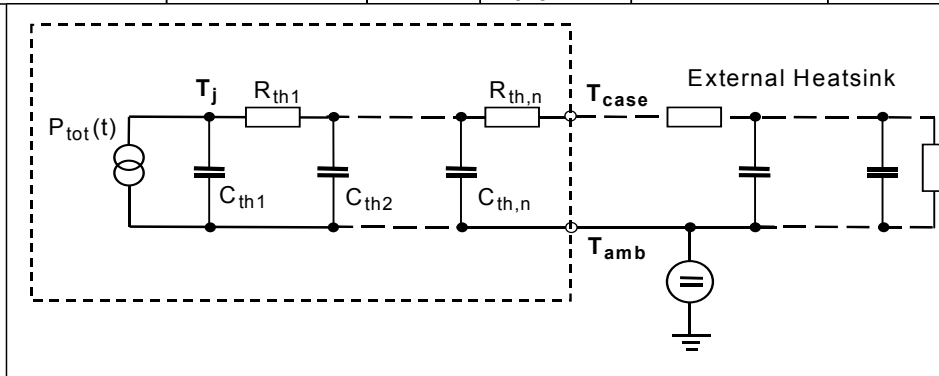 External Heatsink
T_j
R_th1
R_th,n
T_case
P_tot(t)
C_th1
C_th2
C_th,n
T_amb